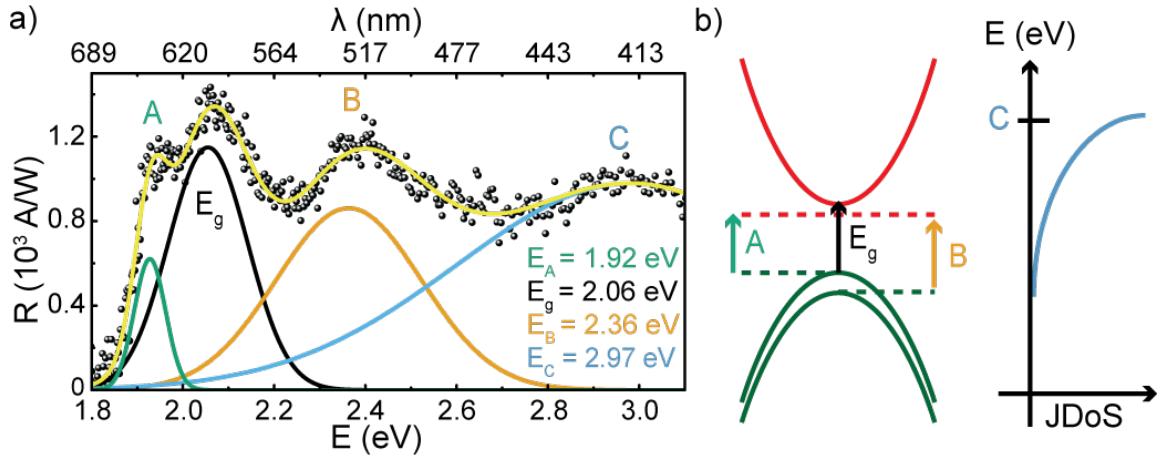 a)
λ (nm)
689 620 564 517 477 443 413
R (10³ A/W)
1.2
0.8
0.4
0
A
B
C
E_g
E_A = 1.92 eV
E_g = 2.06 eV
E_B = 2.36 eV
E_C = 2.97 eV
1.8 2.0 2.2 2.4 2.6 2.8 3.0
E (eV)
b)
A
E_g
B
E (eV)
C
JDoS